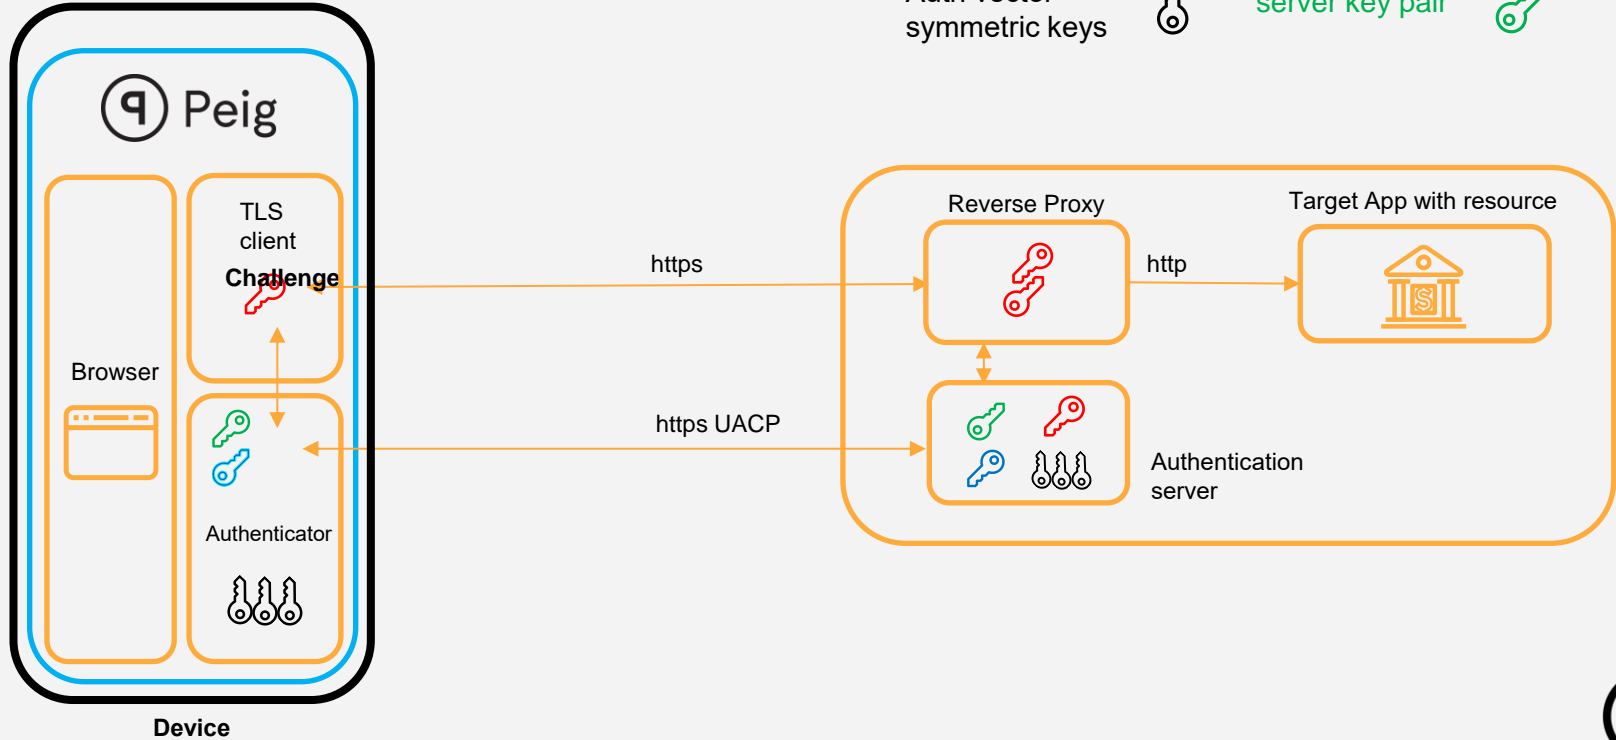 symmetric keys
server key pair
Peig
TLS
client
Challenge
Browser
Authenticator
Device
https
https UACP
Reverse Proxy
http
Target App with resource
$
Authentication
server